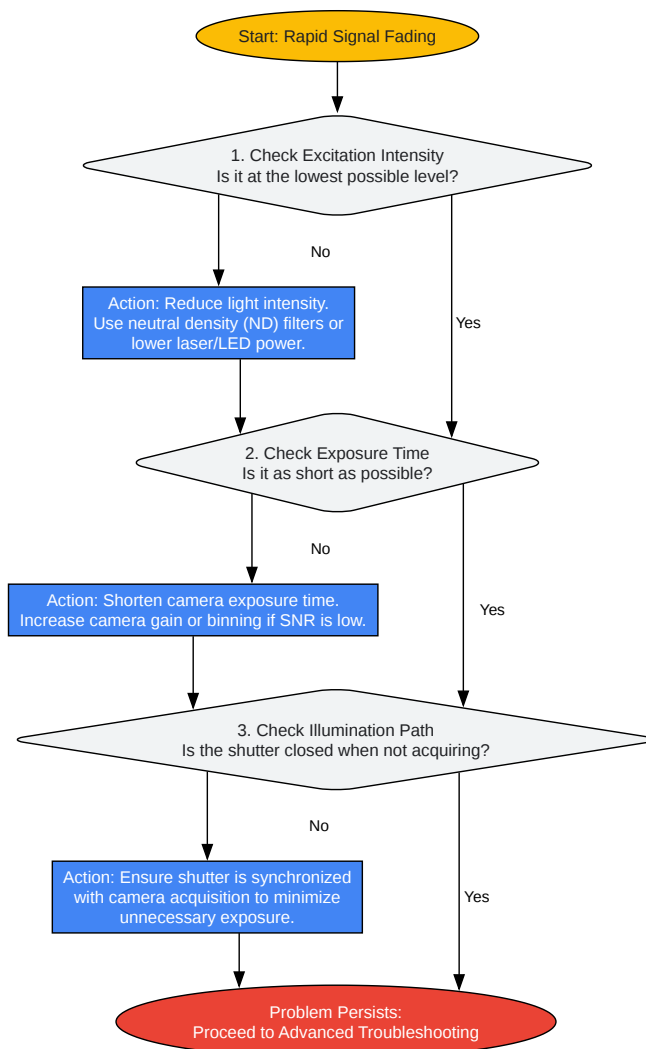 Start: Rapid Signal Fading
1. Check Excitation Intensity
Is it at the lowest possible level?
No
Action: Reduce light intensity.
Use neutral density (ND) filters or
lower laser/LED power.
Yes
2. Check Exposure Time
Is it as short as possible?
No
Action: Shorten camera exposure time.
Increase camera gain or binning if SNR is low.
Yes
3. Check Illumination Path
Is the shutter closed when not acquiring?
No
Action: Ensure shutter is synchronized
with camera acquisition to minimize
unnecessary exposure.
Yes
Problem Persists:
Proceed to Advanced Troubleshooting